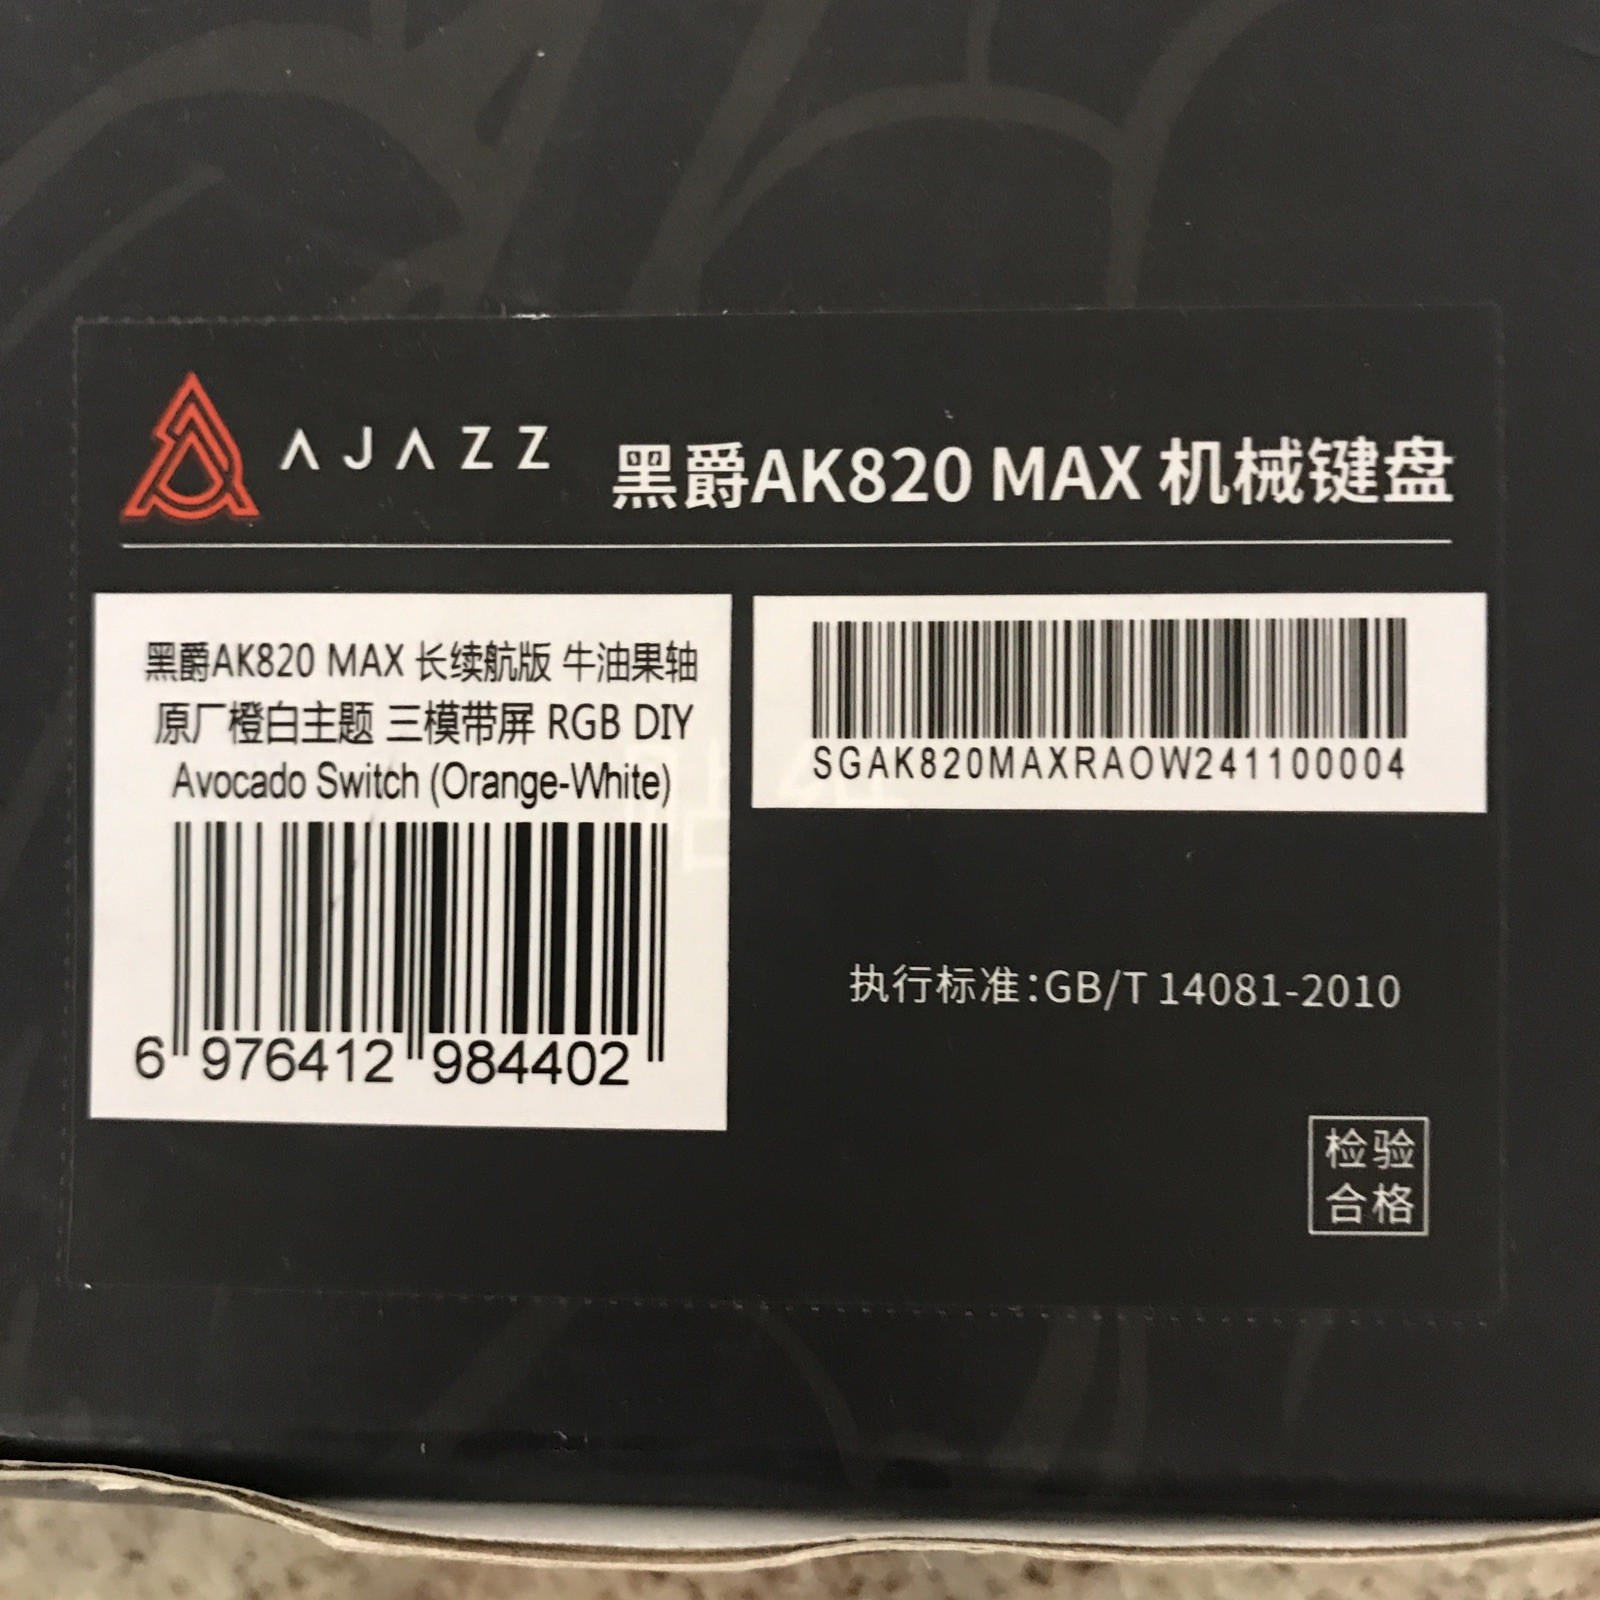 AJAZZ 黑爵AK820 MAX 机械键盘
黑爵AK820 MAX 长续航版 牛油果轴
原厂橙白主题 三模带屏 RGB DIY
Avocado Switch (Orange-White)
6 976412 984402
SGAK820MAXRAOW241100004
执行标准:GB/T 14081-2010
检验
合格